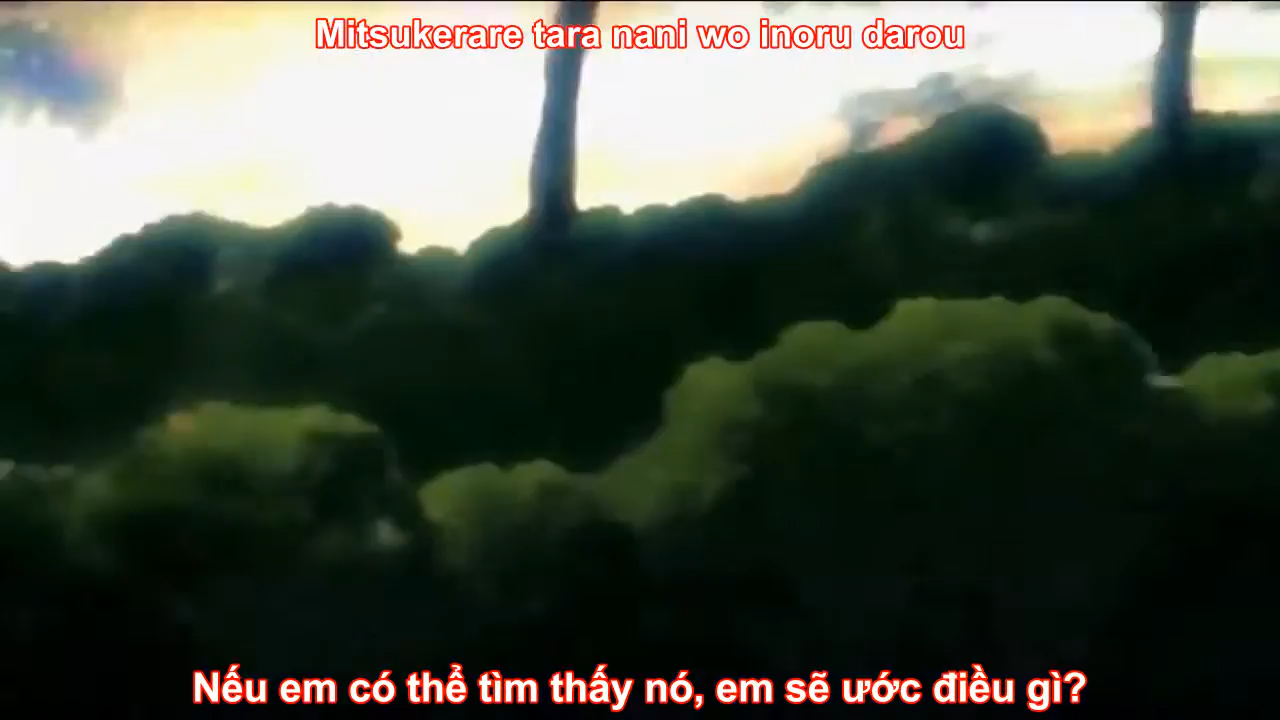 Mitsukerare tara nani wo inoru darou
Nếu em có thể tìm thấy nó, em sẽ ước điều gì?